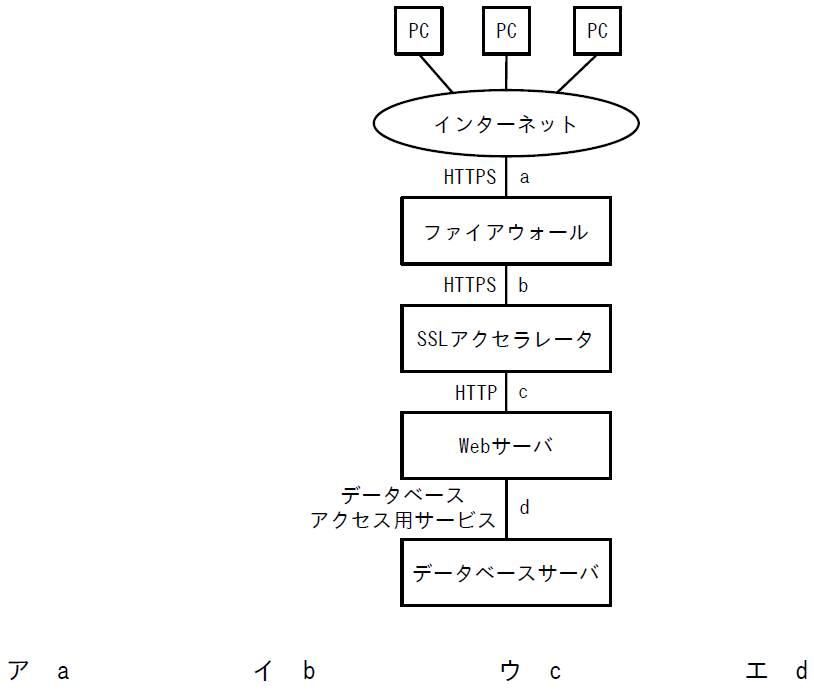 PC PC PC
インターネット
HTTPS a
ファイアウォール
HTTPS b
SSLアクセラレータ
HTTP c
Webサーバ
データベース
アクセス用サービス d
データベースサーバ
ア a イ b ウ c エ d